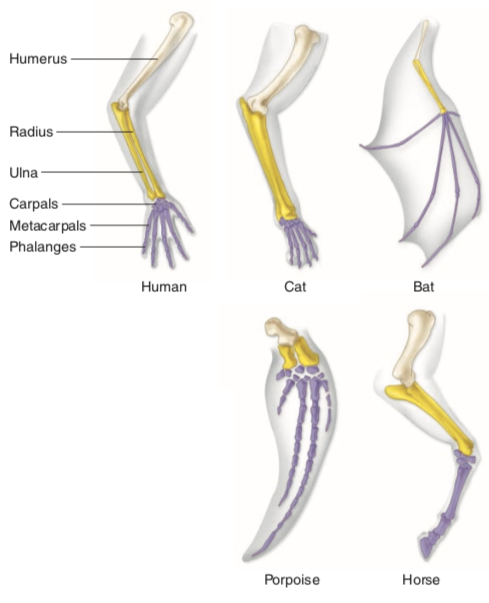 Humerus
Radius
Ulna
Carpals
Metacarpals
Phalanges
Human
Cat
Bat
Porpoise
Horse